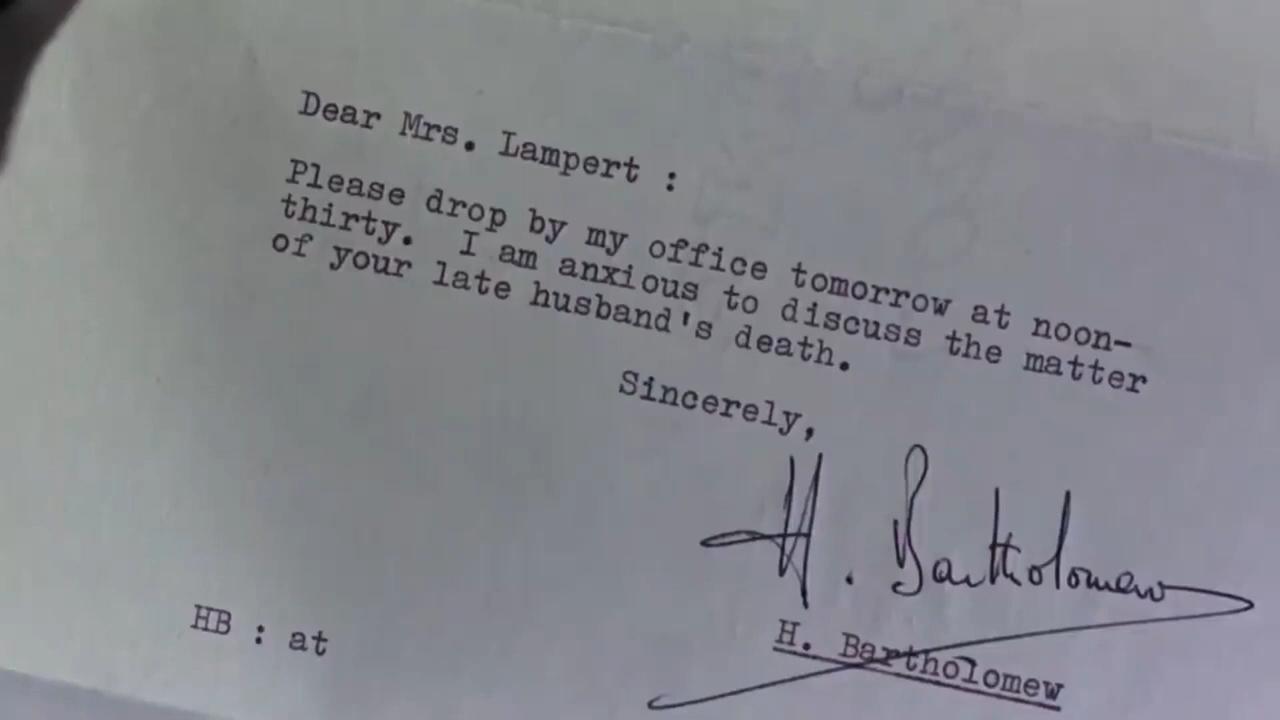 Dear Mrs. Lampert :
Please drop by my office tomorrow at noon-
thirty.  I am anxious to discuss the matter
of your late husband's death.
Sincerely,
H. Bartholomew
H. Bartholomew
HB : at